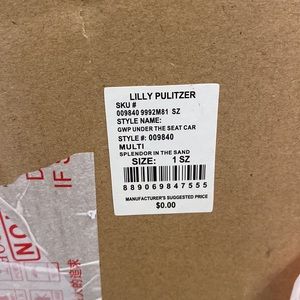 LILLY PULITZER
SKU #
009840 9992M81 SZ
STYLE NAME:
GWP UNDER THE SEAT CAR
STYLE #: 009840
MULTI
SPLENDOR IN THE SAND
SIZE: 1 SZ
889069847555
MANUFACTURER'S SUGGESTED PRICE
$0.00
IF S